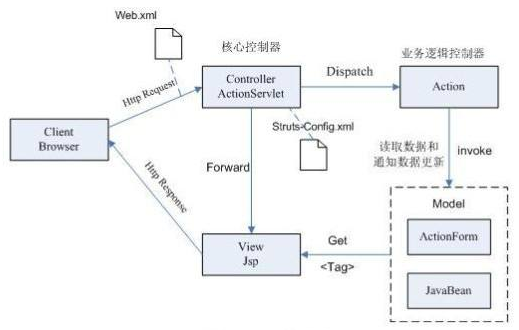 Web.xml
核心控制器
业务逻辑控制器
Http Request
Controller
ActionServlet
Dispatch
Action
Struts-Config.xml
Client
Browser
读取数据和
通知数据更新
invoke
Forward
Http Response
Model
ActionForm
View
Jsp
Get
<Tag>
JavaBean